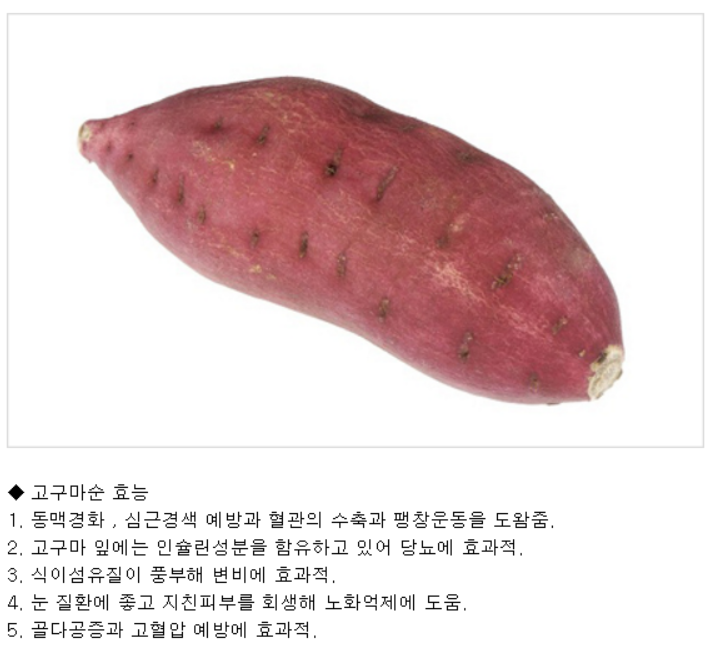 ◆ 고구마순 효능
1. 동맥경화 , 심근경색 예방과 혈관의 수축과 팽창운동을 도와줌.
2. 고구마 잎에는 인슐린성분을 함유하고 있어 당뇨에 효과적.
3. 식이섬유질이 풍부해 변비에 효과적.
4. 눈 질환에 좋고 지친피부를 회생해 노화억제에 도움.
5. 골다공증과 고혈압 예방에 효과적.